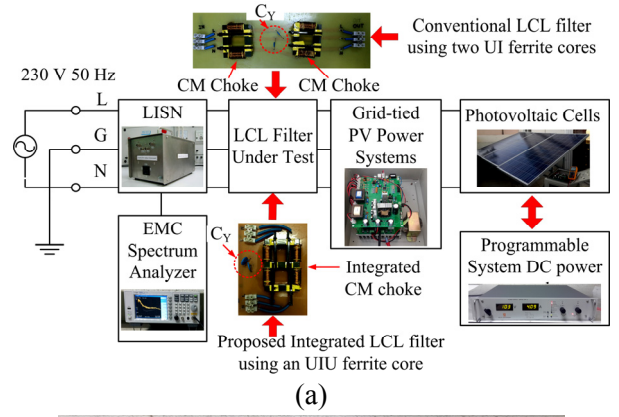 C_Y
Conventional LCL filter
using two UI ferrite cores
230 V 50 Hz
CM Choke
CM Choke
L
G
N
LISN
LCL Filter
Under Test
Grid-tied
PV Power
Systems
Photovoltaic Cells
EMC
Spectrum
Analyzer
C_Y
Integrated
CM choke
Programmable
System DC power
Proposed Integrated LCL filter
using an UIU ferrite core
(a)